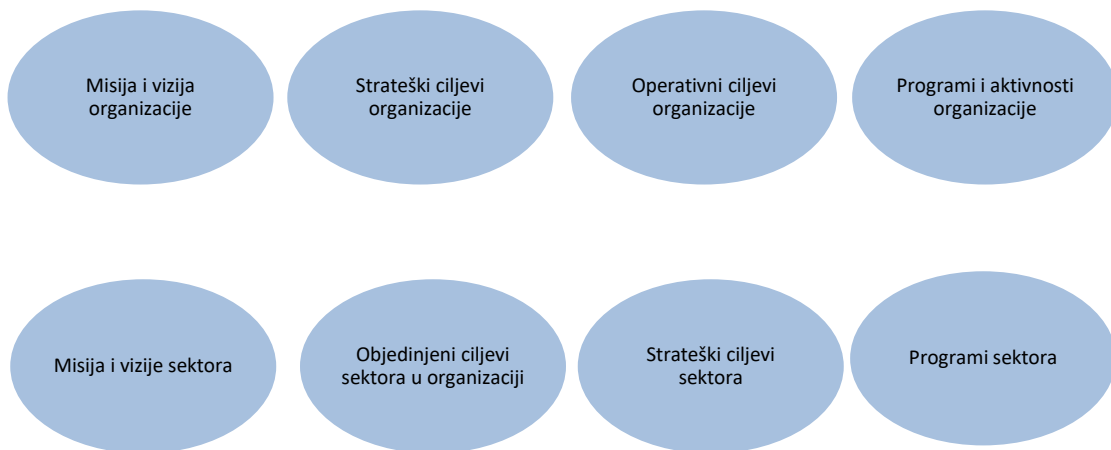 Misija i vizija
organizacije
Strateški ciljevi
organizacije
Operativni ciljevi
organizacije
Programi i aktivnosti
organizacije
Misija i vizije sektora
Objedinjeni ciljevi
sektora u organizaciji
Strateški ciljevi
sektora
Programi sektora